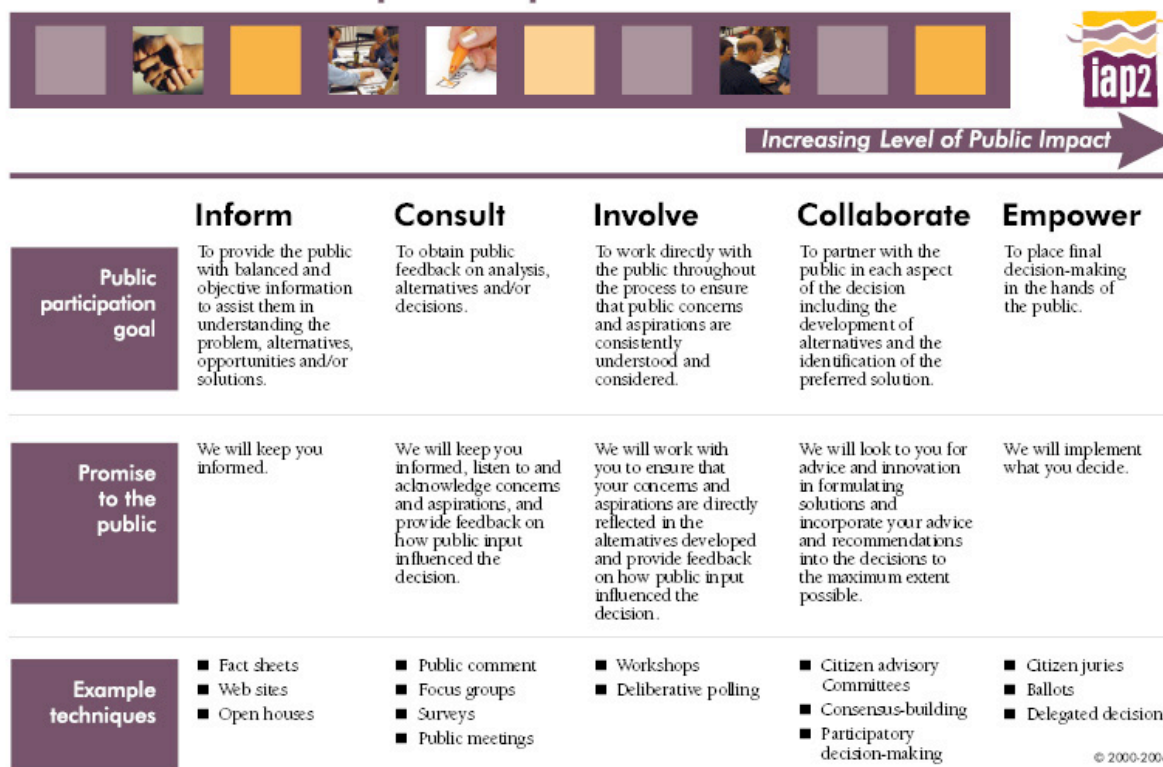 iap2
Increasing Level of Public Impact
Inform
Consult
Involve
Collaborate
Empower
Public
participation
goal
To provide the public
with balanced and
objective information
to assist them in
understanding the
problem, alternatives,
opportunities and/or
solutions.
To obtain public
feedback on analysis,
alternatives and/or
decisions.
To work directly with
the public throughout
the process to ensure
that public concerns
and aspirations are
consistently
understood and
considered.
To partner with the
public in each aspect
of the decision
including the
development of
alternatives and the
identification of the
preferred solution.
To place final
decision-making
in the hands of
the public.
Promise
to the
public
We will keep you
informed.
We will keep you
informed, listen to and
acknowledge concerns
and aspirations, and
provide feedback on
how public input
influenced the
decision.
We will work with
you to ensure that
your concerns and
aspirations are directly
reflected in the
alternatives developed
and provide feedback
on how public input
influenced the
decision.
We will look to you for
advice and innovation
in formulating
solutions and
incorporate your advice
and recommendations
into the decisions to
the maximum extent
possible.
We will implement
what you decide.
Example
techniques
■ Fact sheets
■ Web sites
■ Open houses
■ Public comment
■ Focus groups
■ Surveys
■ Public meetings
■ Workshops
■ Deliberative polling
■ Citizen advisory
Committees
■ Consensus-building
■ Participatory
decision-making
■ Citizen juries
■ Ballots
■ Delegated decision
© 2000-200